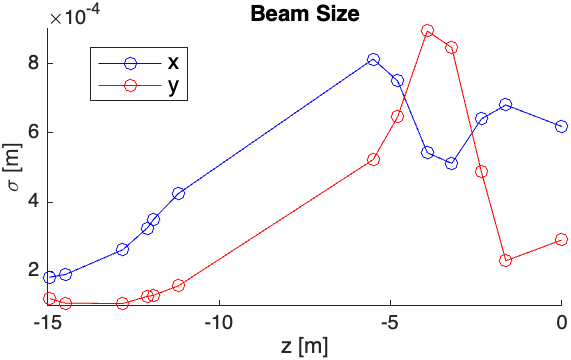 ×10⁻⁴
Beam Size
8
6
4
2
σ [m]
x
y
-15
-10
-5
0
z [m]